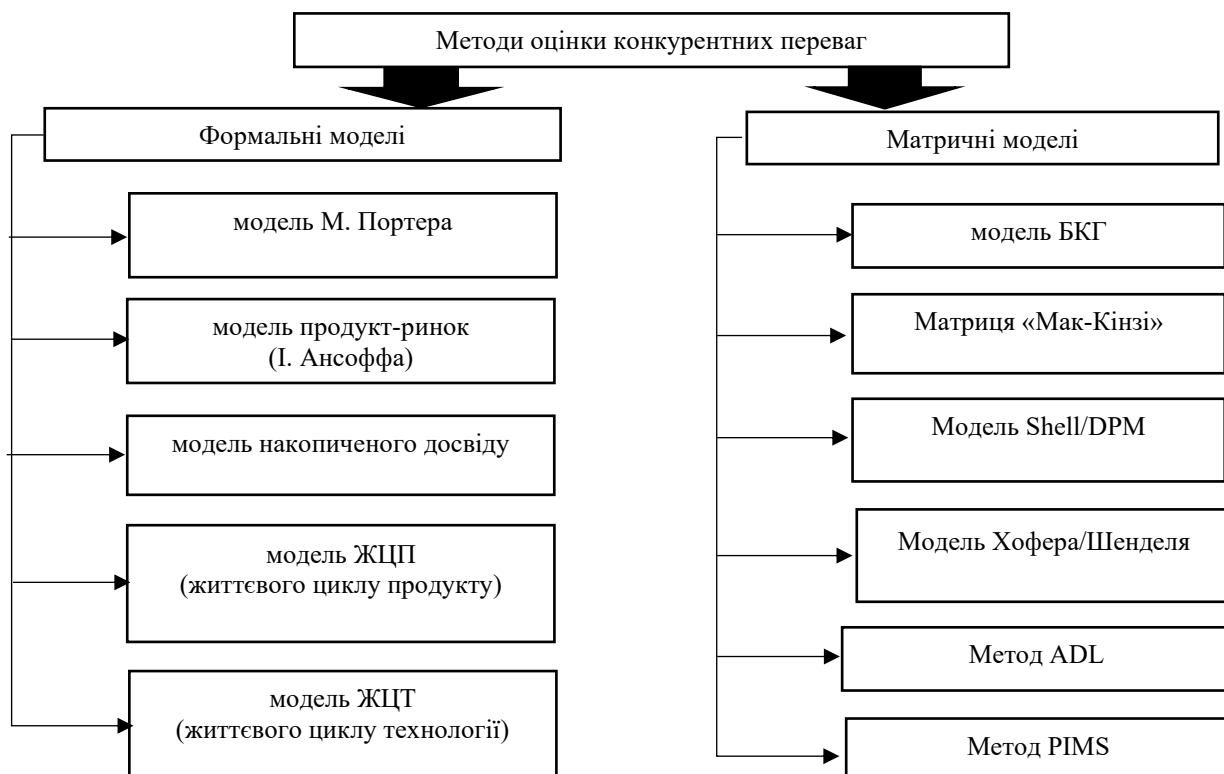 Методи оцінки конкурентних переваг
Формальні моделі
модель М. Портера
модель продукт-ринок
(І. Ансоффа)
модель накопиченого досвіду
модель ЖЦП
(життєвого циклу продукту)
модель ЖЦТ
(життєвого циклу технології)
Матричні моделі
модель БКГ
Матриця «Мак-Кінзі»
Модель Shell/DPM
Модель Хофера/Шенделя
Метод ADL
Метод PIMS